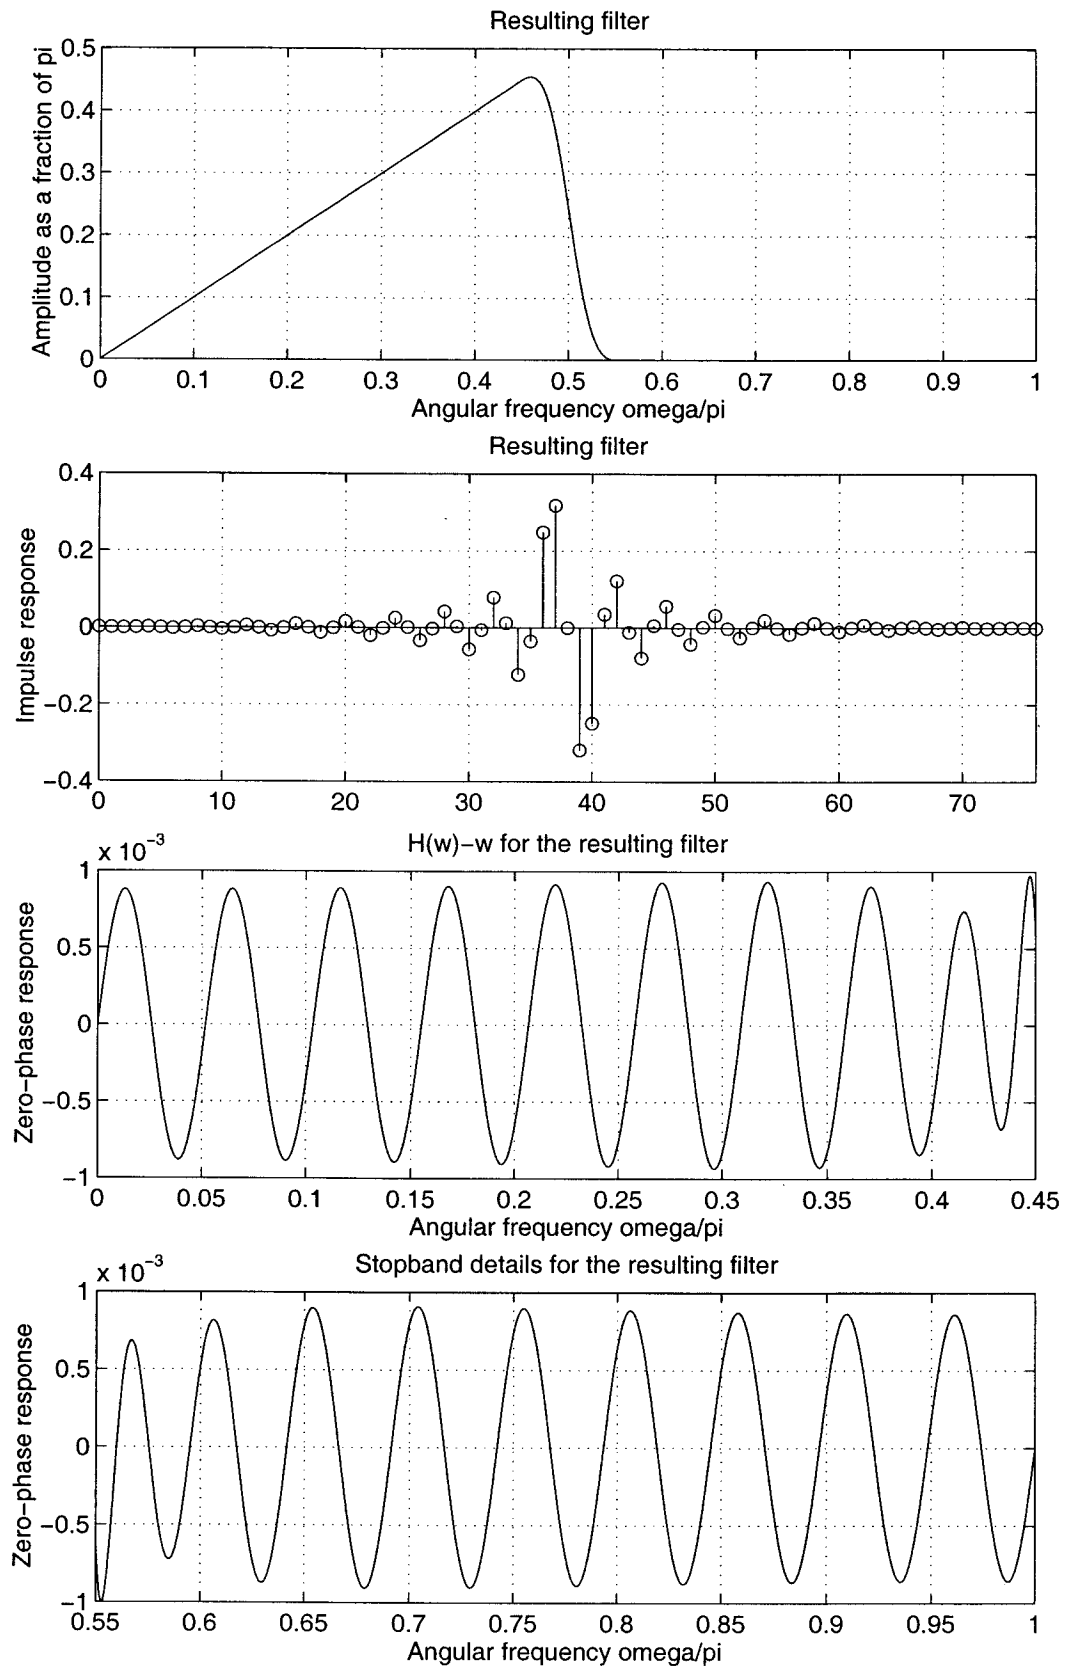 Resulting filter
Amplitude as a fraction of pi
0.5
0.4
0.3
0.2
0.1
0
0 0.1 0.2 0.3 0.4 0.5 0.6 0.7 0.8 0.9 1
Angular frequency omega/pi
Resulting filter
Impulse response
0.4
0.2
0
−0.2
−0.4
0 10 20 30 40 50 60 70
x 10−3
H(w)−w for the resulting filter
Zero−phase response
1
0.5
0
−0.5
−1
0 0.05 0.1 0.15 0.2 0.25 0.3 0.35 0.4 0.45
Angular frequency omega/pi
x 10−3
Stopband details for the resulting filter
Zero−phase response
1
0.5
0
−0.5
−1
0.55 0.6 0.65 0.7 0.75 0.8 0.85 0.9 0.95 1
Angular frequency omega/pi